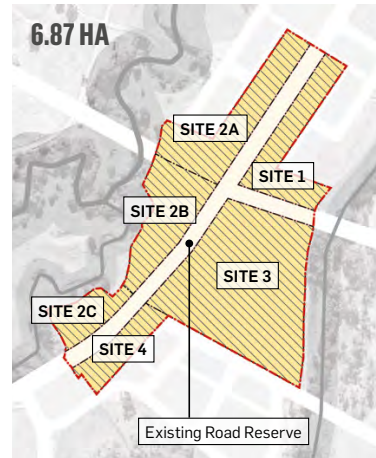 6.87 HA
SITE 2A
SITE 1
SITE 2B
SITE 3
SITE 2C
SITE 4
Existing Road Reserve